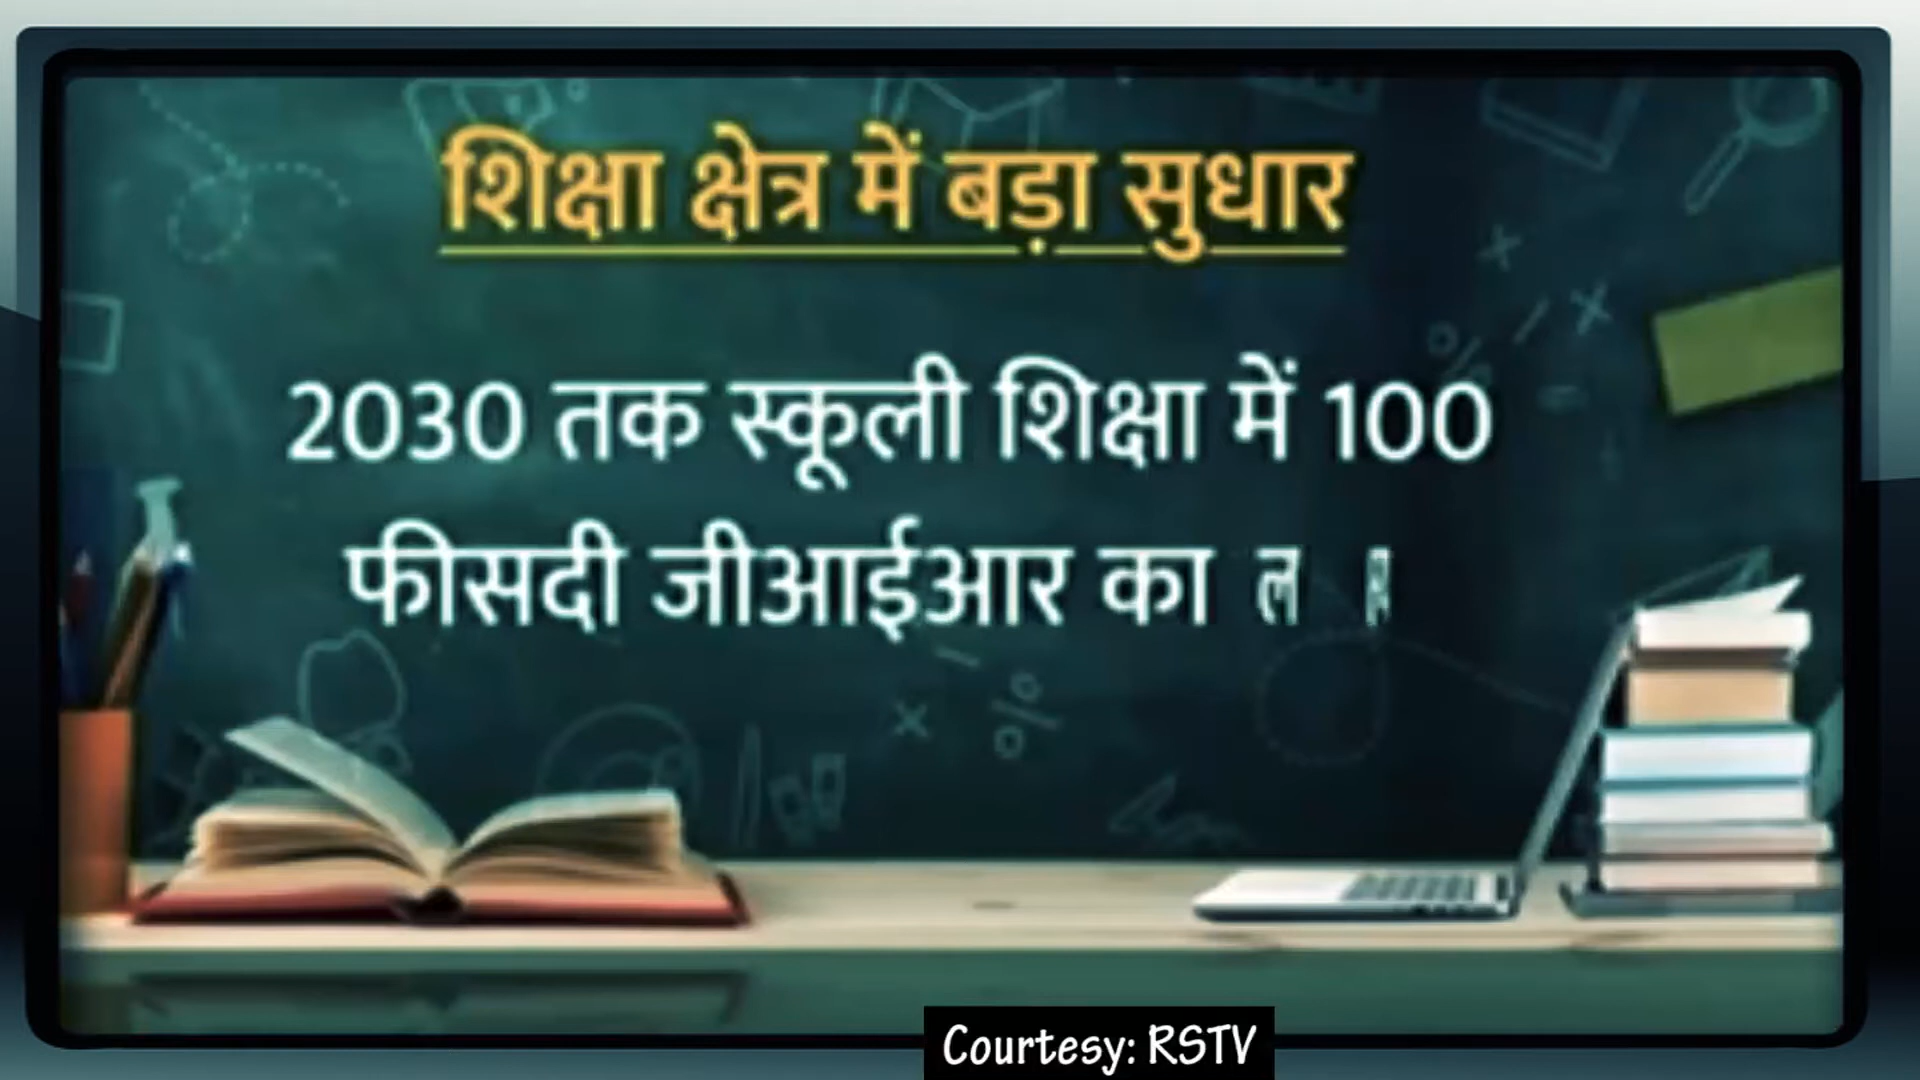 शिक्षा क्षेत्र में बड़ा सुधार
2030 तक स्कूली शिक्षा में 100
फीसदी जीआईआर का
Courtesy: RSTV